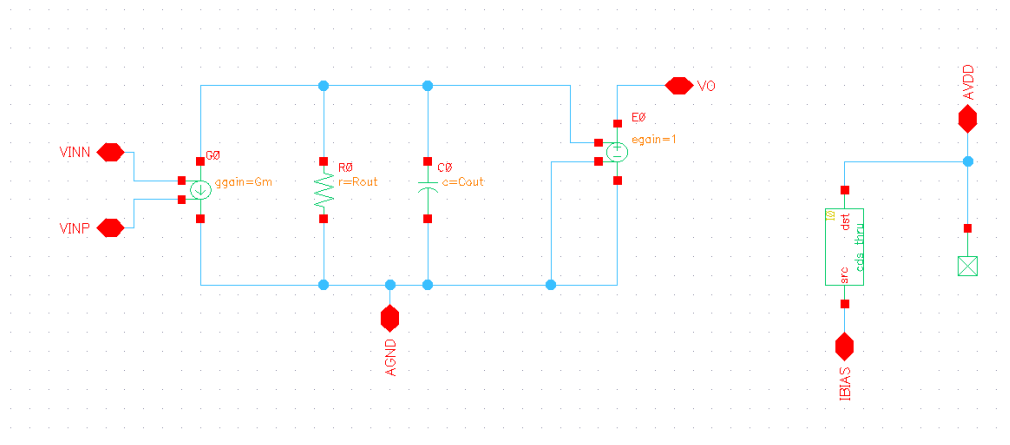 VINN
VINP
G0
ggain=Gm
R0
r=Rout
C0
c=Cout
E0
egain=1
VO
AGND
I0
dst
src
cds_thru
IBIAS
AVDD